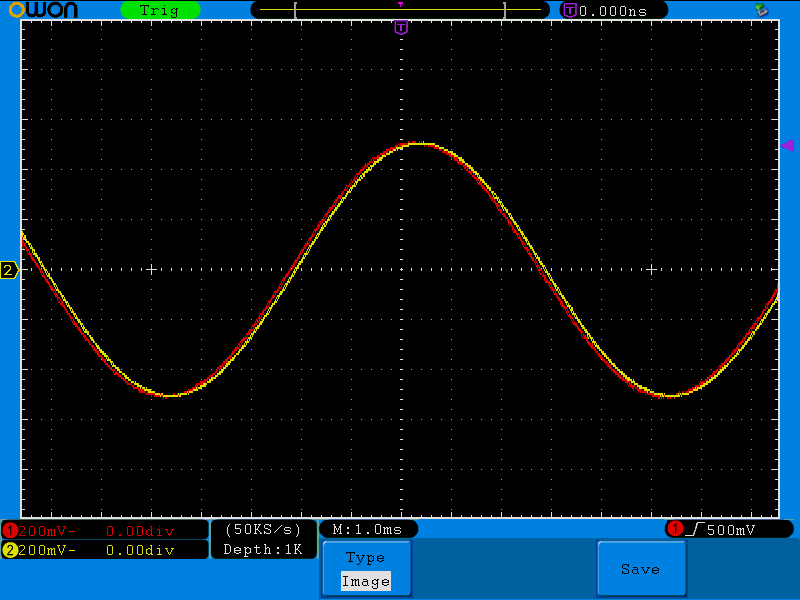 OWON Trig T 0.000ns
T
2
1 200mV- 0.00div (50KS/s) M:1.0ms 1 500mV
2 200mV- 0.00div Depth:1K
Type
Image
Save